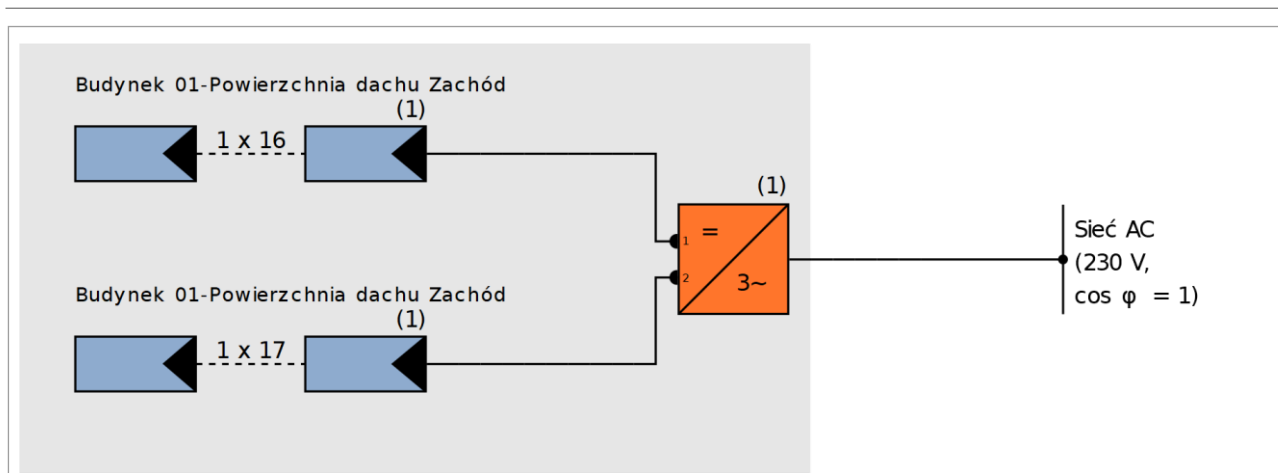 Budynek 01-Powierzchnia dachu Zachód
(1)
1 x 16
(1)
1 =
2
3~
Sieć AC
(230 V,
cos φ = 1)
Budynek 01-Powierzchnia dachu Zachód
(1)
1 x 17